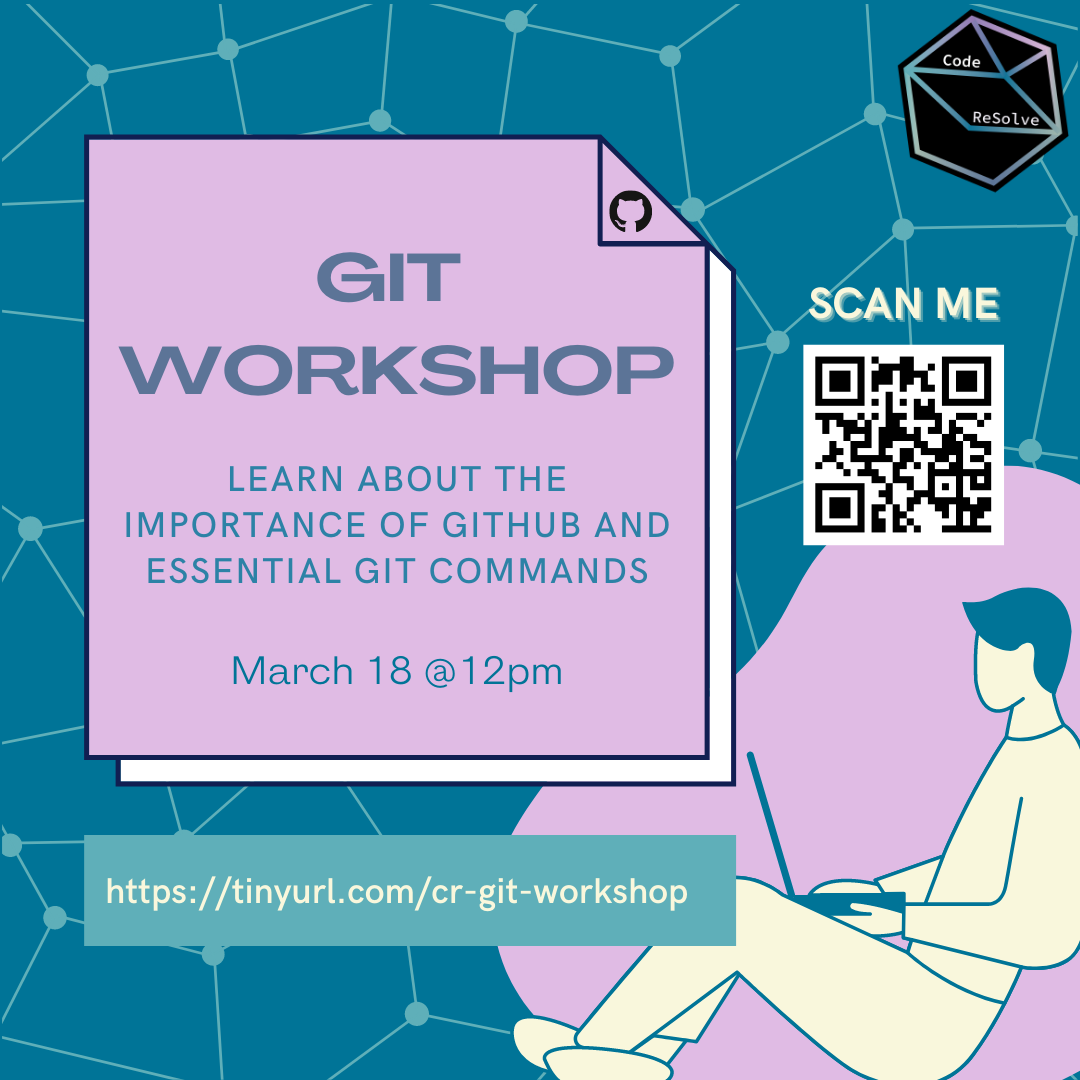 Code
ReSolve
GIT
WORKSHOP
SCAN ME
LEARN ABOUT THE
IMPORTANCE OF GITHUB AND
ESSENTIAL GIT COMMANDS
March 18 @12pm
https://tinyurl.com/cr-git-workshop